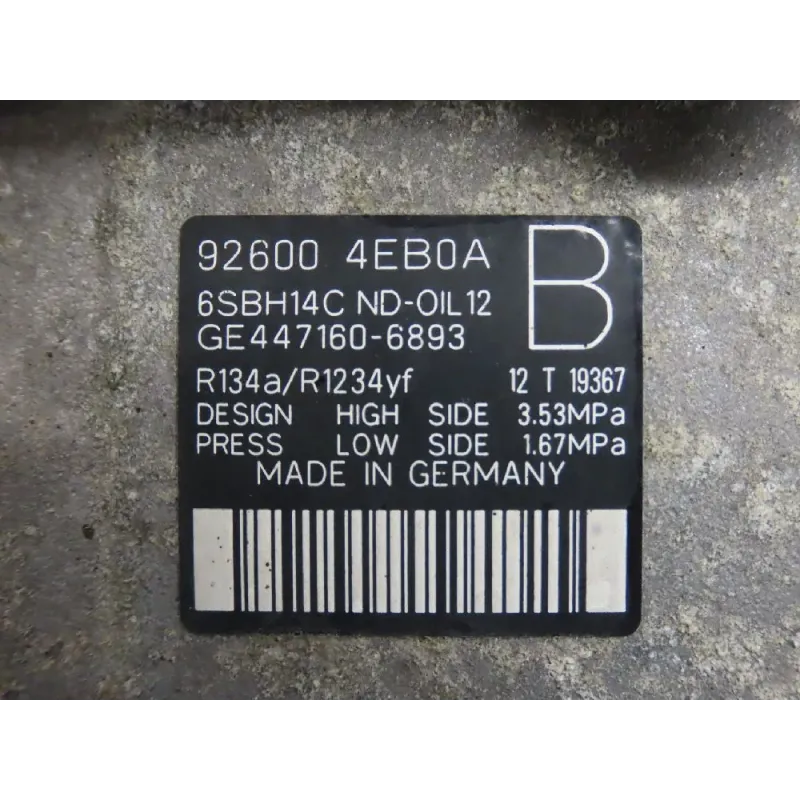 92600 4EB0A B
6SBH14C ND-OIL12
GE447160-6893
R134a/R1234yf 12 T 19367
DESIGN HIGH SIDE 3.53MPa
PRESS LOW SIDE 1.67MPa
MADE IN GERMANY